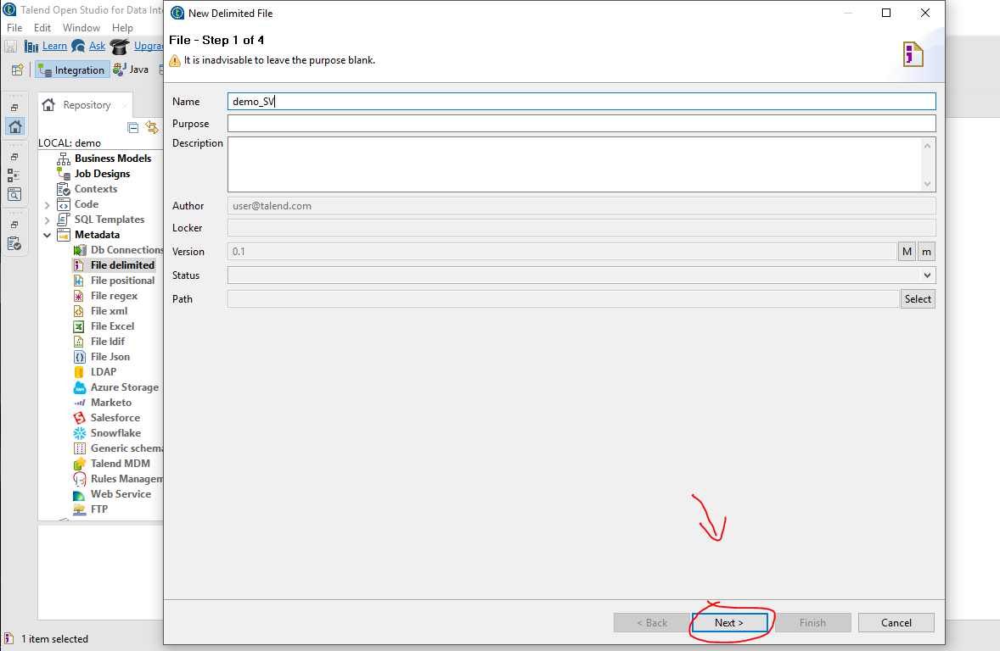 Talend Open Studio for Data Inte
New Delimited File
File Edit Window Help
Learn Ask Upgra
Integration Java
File - Step 1 of 4
It is inadvisable to leave the purpose blank.
Repository
LOCAL: demo
Business Models
Job Designs
Contexts
Code
SQL Templates
Metadata
Db Connections
File delimited
File positional
File regex
File xml
File Excel
File ldif
File Json
LDAP
Azure Storage
Marketo
Salesforce
Snowflake
Generic schema
Talend MDM
Rules Managem
Web Service
FTP
Name demo_SV
Purpose
Description
Author user@talend.com
Locker
Version 0.1 M m
Status
Path Select
< Back Next > Finish Cancel
1 item selected